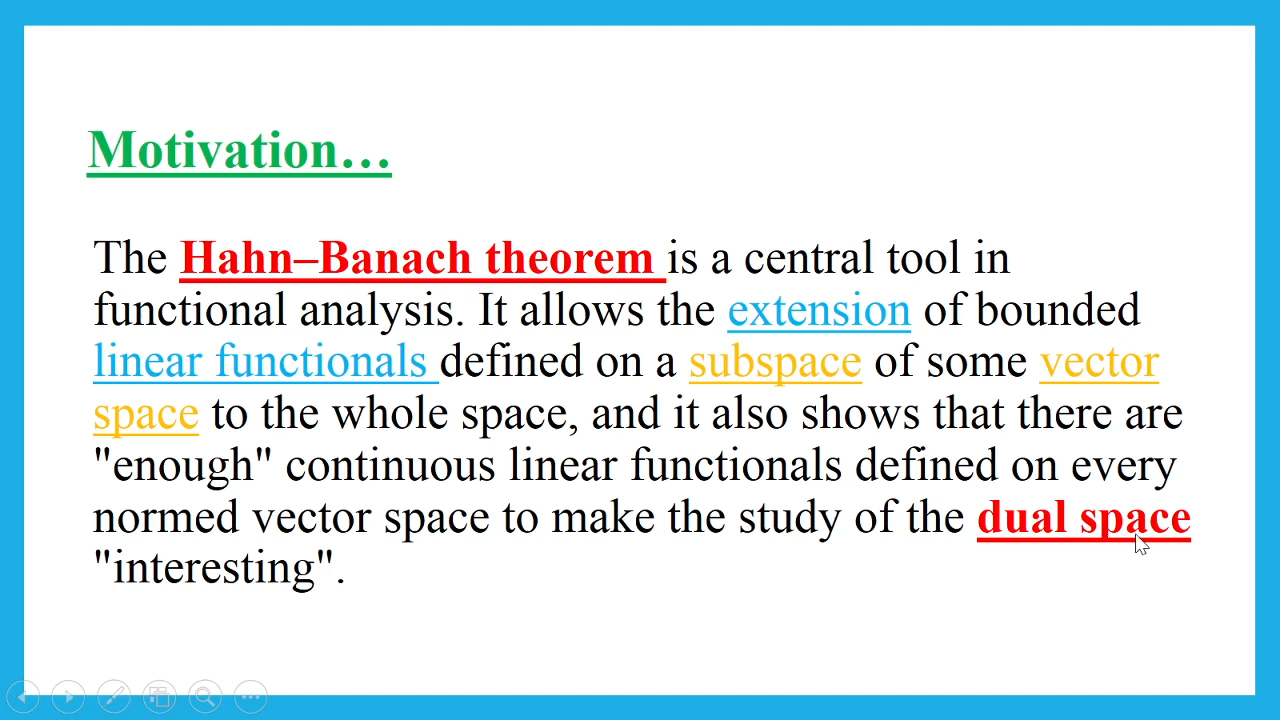 Motivation…
The Hahn–Banach theorem is a central tool in
functional analysis. It allows the extension of bounded
linear functionals defined on a subspace of some vector
space to the whole space, and it also shows that there are
"enough" continuous linear functionals defined on every
normed vector space to make the study of the dual space
"interesting".